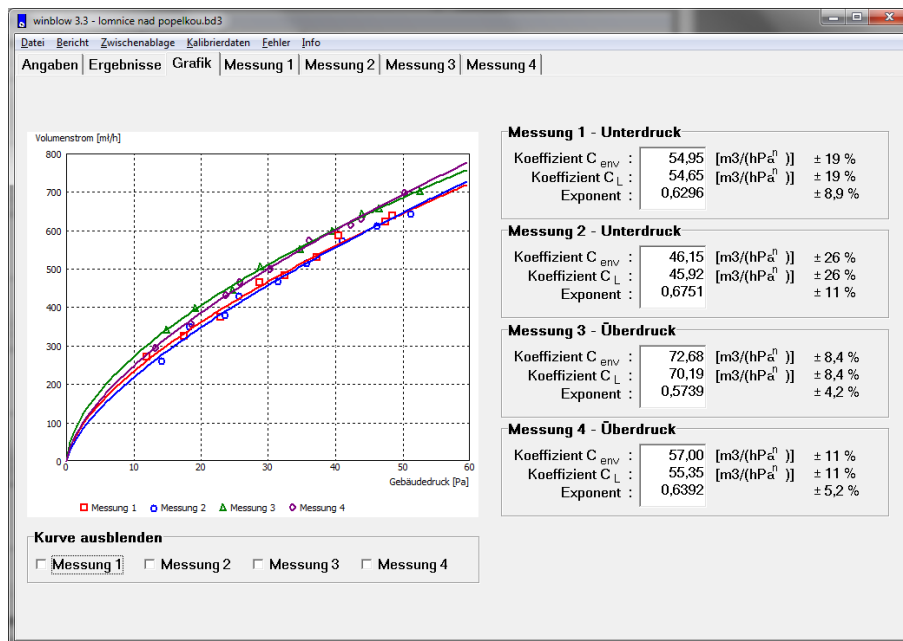 winblow 3.3 - lomnice nad popelkou.bd3
Datei Bericht Zwischenablage Kalibrierdaten Fehler Info
Angaben Ergebnisse Grafik Messung 1 Messung 2 Messung 3 Messung 4
Volumenstrom [mł/h]
800
700
600
500
400
300
200
100
0
0 10 20 30 40 50 60
Gebäudedruck [Pa]
Messung 1 Messung 2 Messung 3 Messung 4
Kurve ausblenden
Messung 1 Messung 2 Messung 3 Messung 4
Messung 1 - Unterdruck
Koeffizient C env : 54,95 [m3/(hPa^n )] ± 19 %
Koeffizient C L : 54,65 [m3/(hPa^n )] ± 19 %
Exponent : 0,6296 ± 8,9 %
Messung 2 - Unterdruck
Koeffizient C env : 46,15 [m3/(hPa^n )] ± 26 %
Koeffizient C L : 45,92 [m3/(hPa^n )] ± 26 %
Exponent : 0,6751 ± 11 %
Messung 3 - Überdruck
Koeffizient C env : 72,68 [m3/(hPa^n )] ± 8,4 %
Koeffizient C L : 70,19 [m3/(hPa^n )] ± 8,4 %
Exponent : 0,5739 ± 4,2 %
Messung 4 - Überdruck
Koeffizient C env : 57,00 [m3/(hPa^n )] ± 11 %
Koeffizient C L : 55,35 [m3/(hPa^n )] ± 11 %
Exponent : 0,6392 ± 5,2 %